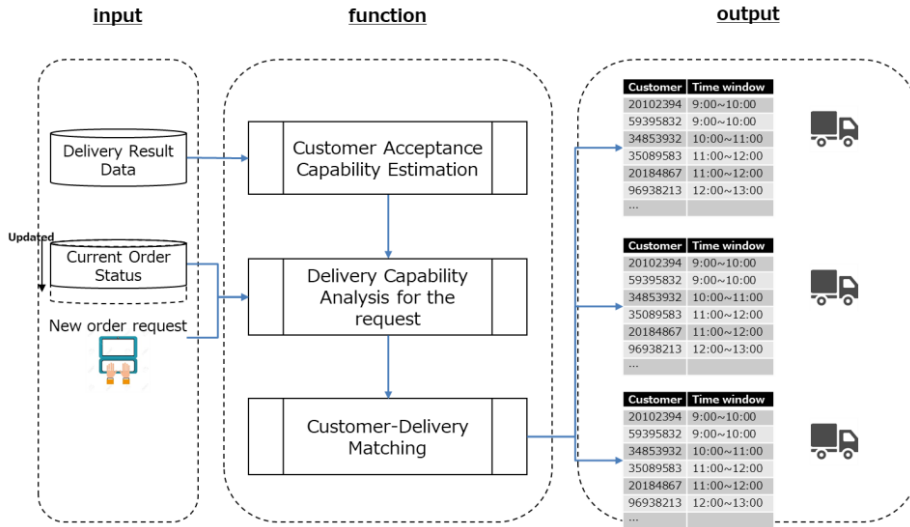 input
function
output
Delivery Result
Data
Updated
Current Order
Status
New order request
Customer Acceptance
Capability Estimation
Delivery Capability
Analysis for the
request
Customer-Delivery
Matching
Customer Time window
20102394 9:00~10:00
59395832 9:00~10:00
34853932 10:00~11:00
35089583 11:00~12:00
20184867 11:00~12:00
96938213 12:00~13:00
...
Customer Time window
20102394 9:00~10:00
59395832 9:00~10:00
34853932 10:00~11:00
35089583 11:00~12:00
20184867 11:00~12:00
96938213 12:00~13:00
...
Customer Time window
20102394 9:00~10:00
59395832 9:00~10:00
34853932 10:00~11:00
35089583 11:00~12:00
20184867 11:00~12:00
96938213 12:00~13:00
...